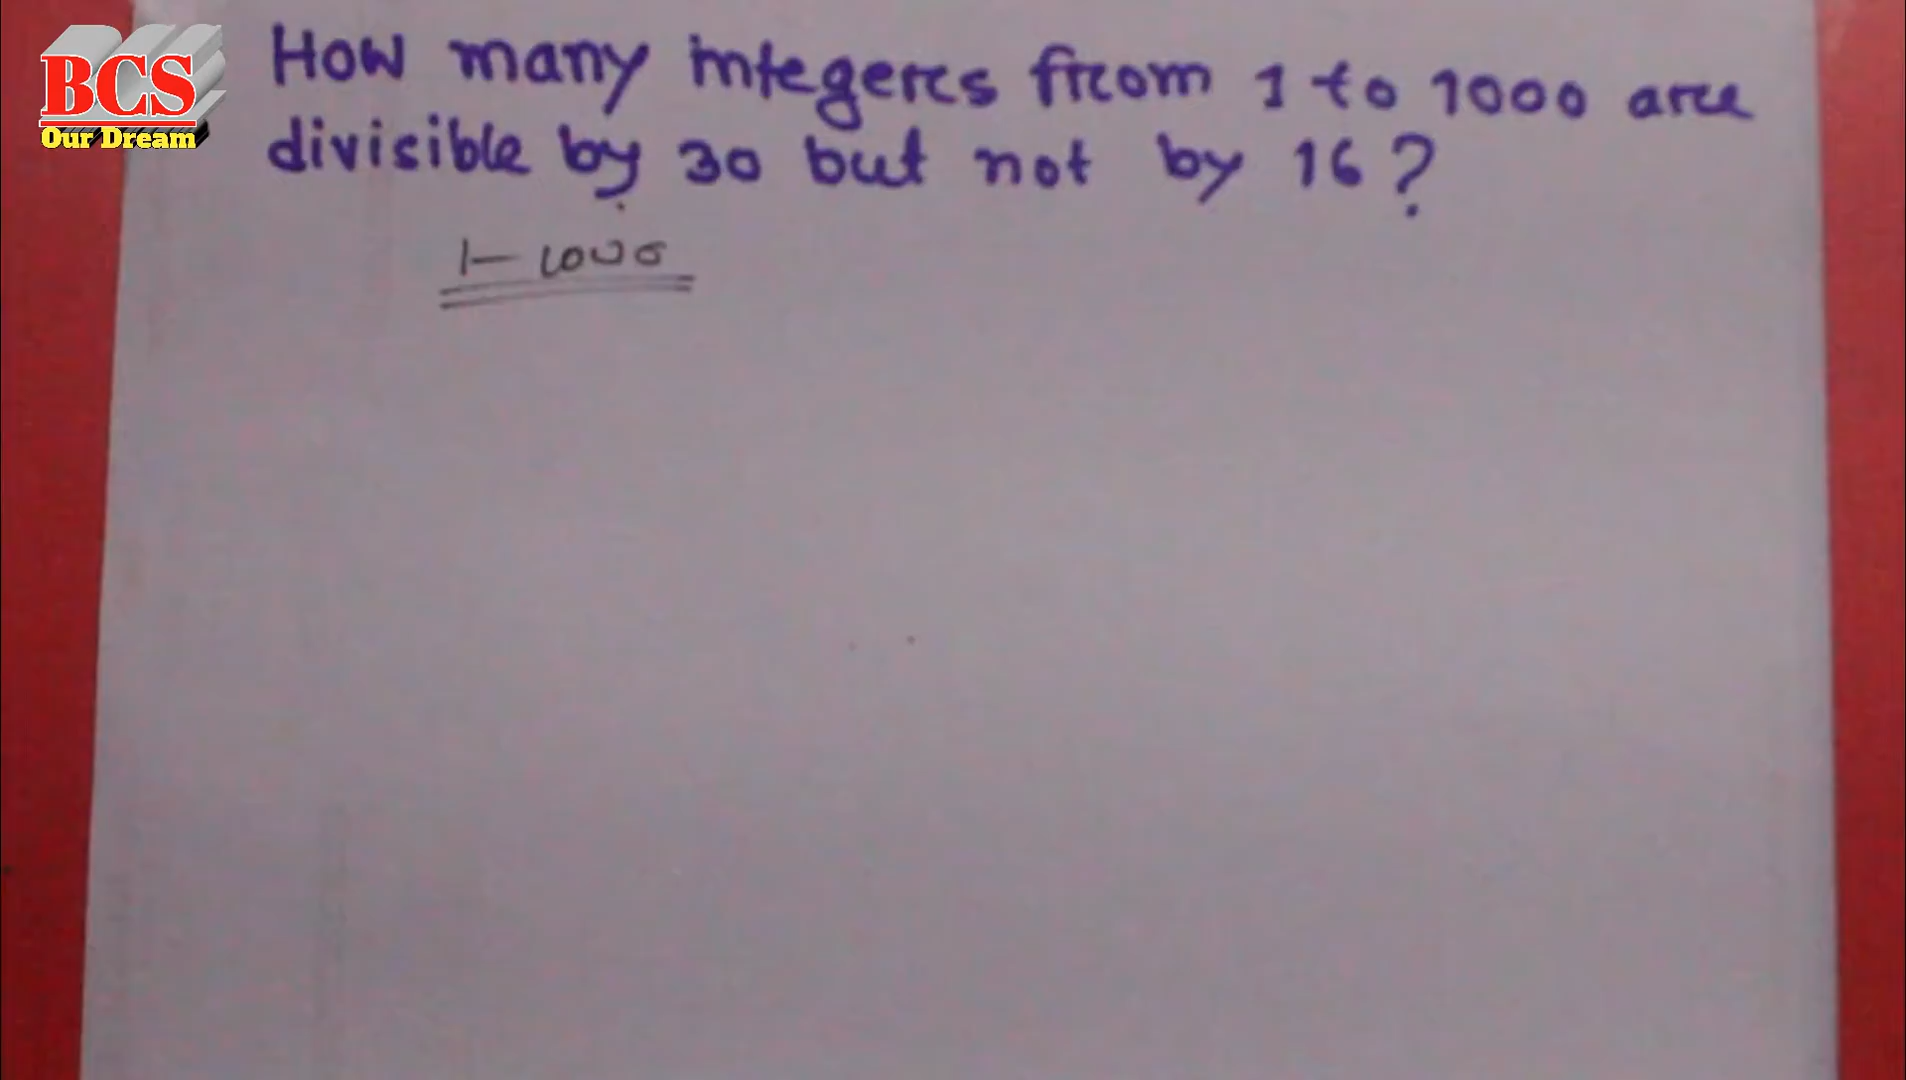 BCS
Our Dream
How many integers from 1 to 1000 are
divisible by 30 but not by 16?
1- 1000